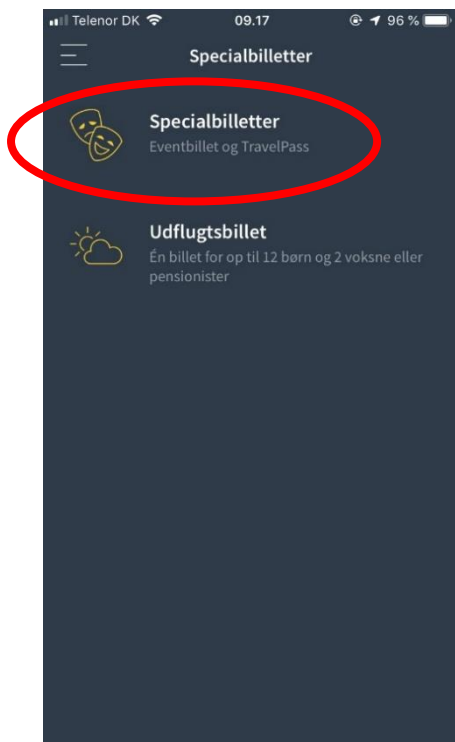 Telenor DK 09.17 96 %
Specialbilletter
Specialbilletter
Eventbillet og TravelPass
Udflugtsbillet
Én billet for op til 12 børn og 2 voksne eller
pensionister